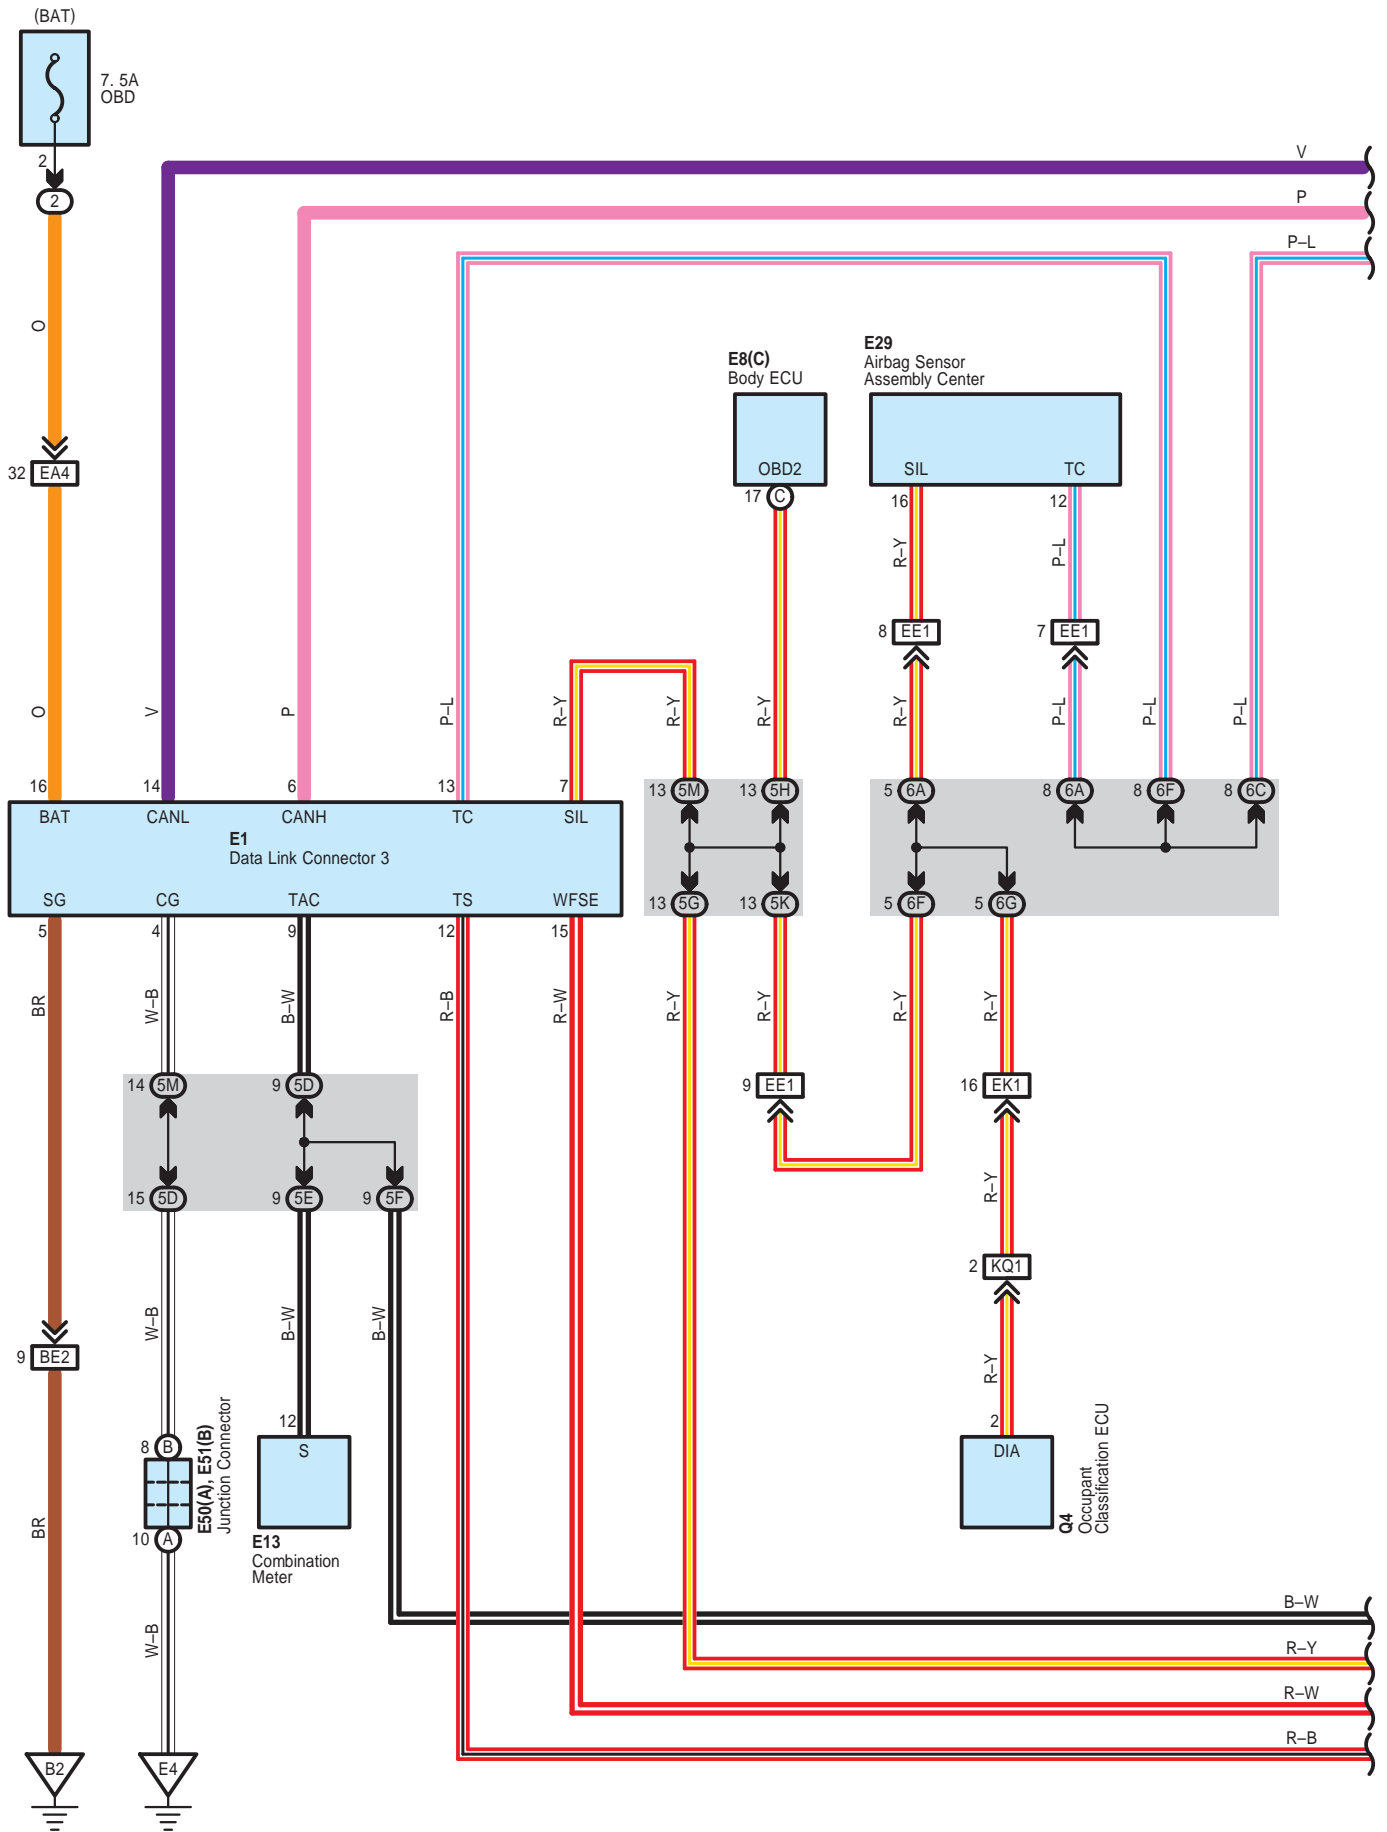 (BAT)
7. 5A
OBD
2
2
V
P
P–L
O
E8(C)
Body ECU
E29
Airbag Sensor
Assembly Center
OBD2
SIL
TC
32 EA4
17 C
16
12
R–Y
P–L
8 EE1
7 EE1
O
V
P
P–L
R–Y
R–Y
R–Y
R–Y
P–L
P–L
P–L
16
14
6
13
7
13 5M
13 5H
5 6A
8 6A
8 6F
8 6C
BAT
CANL
CANH
TC
SIL
E1
Data Link Connector 3
SG
CG
TAC
TS
WFSE
13 5G
13 5K
5 6F
5 6G
5
4
9
12
15
BR
W–B
B–W
R–B
R–W
R–Y
R–Y
R–Y
R–Y
14 5M
9 5D
9 EE1
16 EK1
15 5D
9 5E
9 5F
R–Y
2 KQ1
W–B
B–W
B–W
9 BE2
R–Y
12
2
8 B
S
DIA
E50(A), E51(B)
Junction Connector
Q4
Occupant
Classification ECU
BR
10 A
E13
Combination
Meter
W–B
B–W
R–Y
R–W
R–B
B2
E4